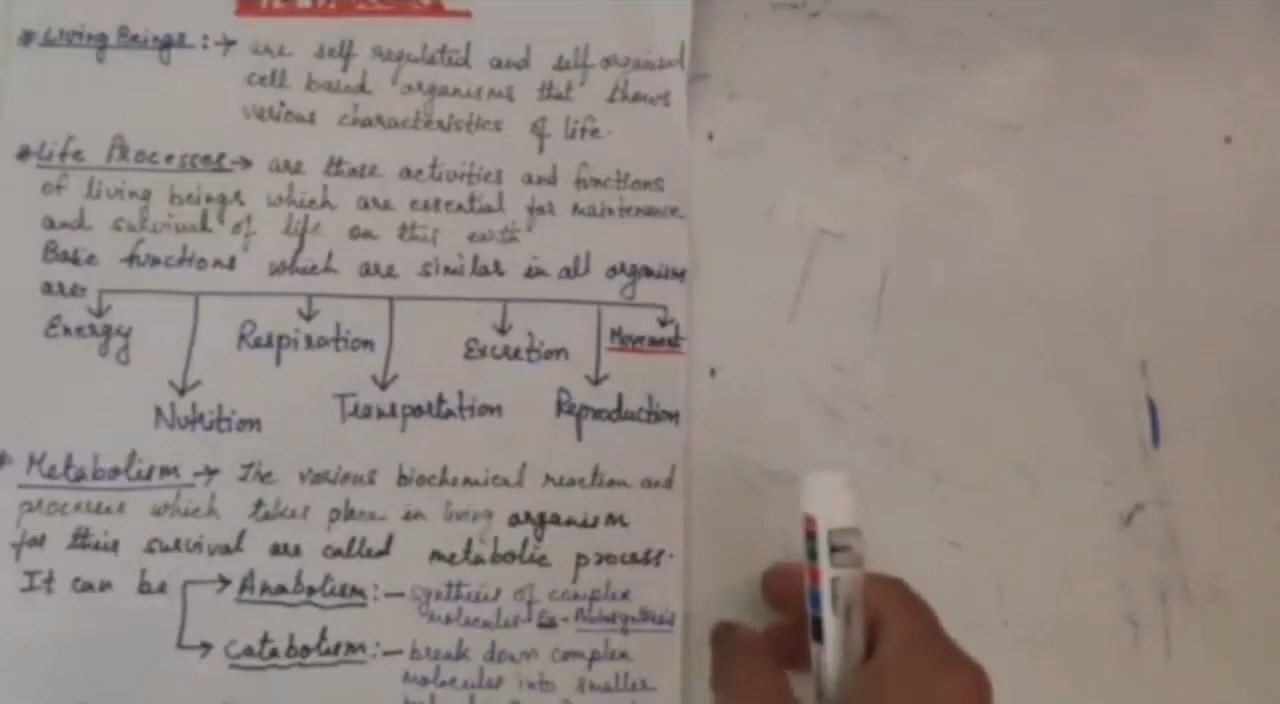 * Living Beings :→ are self regulated and self organised
cell based organisms that shows
various characteristics of life.
* Life Processes → are those activities and functions
of living beings which are essential for maintenence
and survival of life on this earth
Basic functions which are similar in all organism
are
Energy Respiration Excretion Movement
Nutrition Transportation Reproduction
* Metabolism → The various biochemical reaction and
processes which takes place in living organism
for their survival are called metabolic process.
It can be → Anabolism :- synthesis of complex
molecules Ex - Photosynthesis
→ Catabolism :- break down complex
molecules into smaller